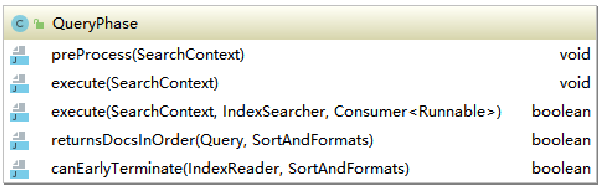 C QueryPhase
preProcess(SearchContext) void
execute(SearchContext) void
execute(SearchContext, IndexSearcher, Consumer<Runnable>) boolean
returnsDocsInOrder(Query, SortAndFormats) boolean
canEarlyTerminate(IndexReader, SortAndFormats) boolean